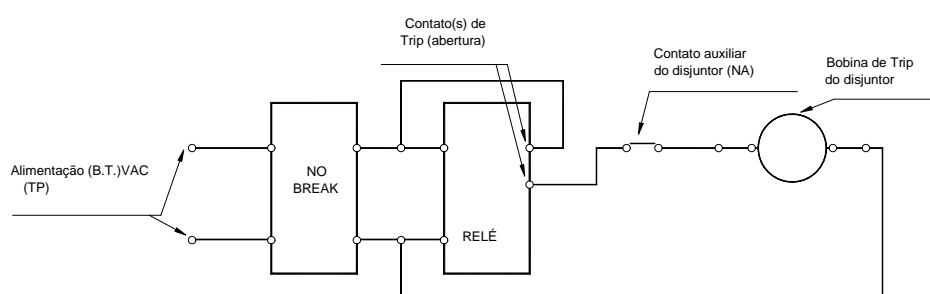 Contato(s) de
Trip (abertura)
Contato auxiliar
do disjuntor (NA)
Bobina de Trip
do disjuntor
Alimentação (B.T.)VAC
(TP)
NO
BREAK
RELÉ